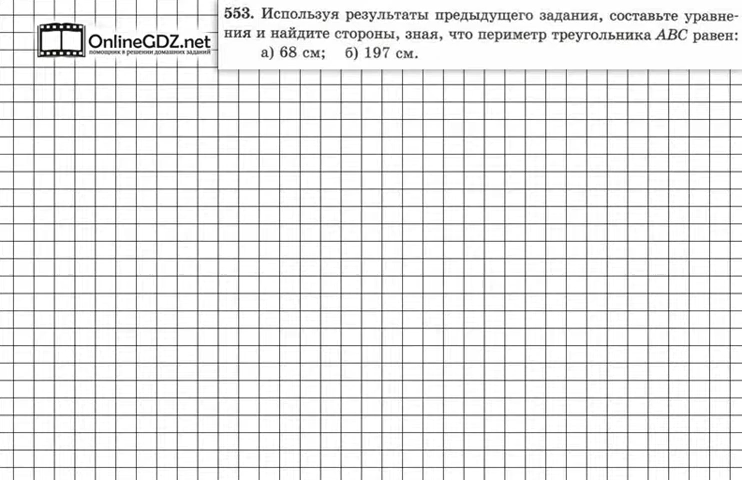 553. Используя результаты предыдущего задания, составьте уравне-
ния и найдите стороны, зная, что периметр треугольника ABC равен:
а) 68 см; б) 197 см.
OnlineGDZ.net
помощник в решении домашних заданий